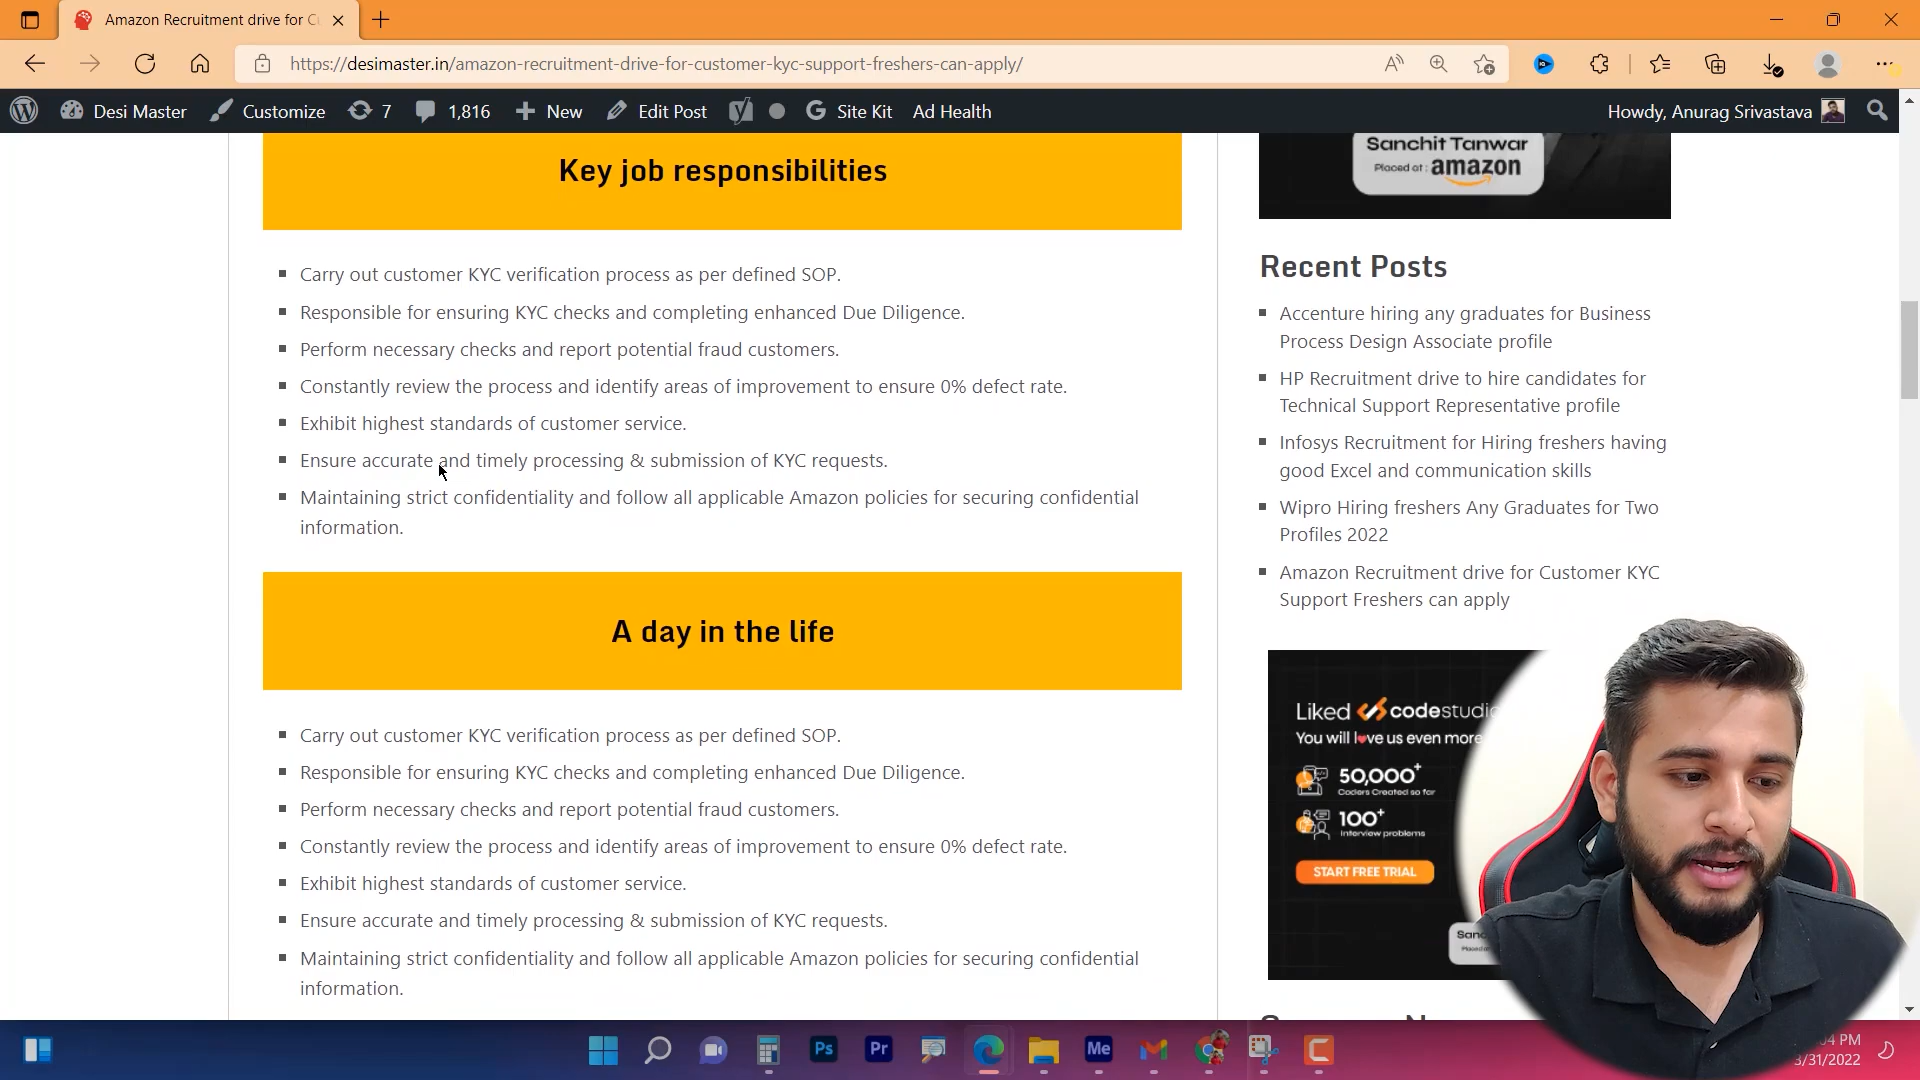 Amazon Recruitment drive for C
https://desimaster.in/amazon-recruitment-drive-for-customer-kyc-support-freshers-can-apply/
Desi Master Customize 7 1,816 New Edit Post Site Kit Ad Health Howdy, Anurag Srivastava
Key job responsibilities
Carry out customer KYC verification process as per defined SOP.
Responsible for ensuring KYC checks and completing enhanced Due Diligence.
Perform necessary checks and report potential fraud customers.
Constantly review the process and identify areas of improvement to ensure 0% defect rate.
Exhibit highest standards of customer service.
Ensure accurate and timely processing & submission of KYC requests.
Maintaining strict confidentiality and follow all applicable Amazon policies for securing confidential
information.
A day in the life
Carry out customer KYC verification process as per defined SOP.
Responsible for ensuring KYC checks and completing enhanced Due Diligence.
Perform necessary checks and report potential fraud customers.
Constantly review the process and identify areas of improvement to ensure 0% defect rate.
Exhibit highest standards of customer service.
Ensure accurate and timely processing & submission of KYC requests.
Maintaining strict confidentiality and follow all applicable Amazon policies for securing confidential
information.
Sanchit Tanwar
Placed at: amazon
Recent Posts
Accenture hiring any graduates for Business
Process Design Associate profile
HP Recruitment drive to hire candidates for
Technical Support Representative profile
Infosys Recruitment for Hiring freshers having
good Excel and communication skills
Wipro Hiring freshers Any Graduates for Two
Profiles 2022
Amazon Recruitment drive for Customer KYC
Support Freshers can apply
Liked codestudio
You will love us even more
50,000+
Coders Created so far
100+
Interview problems
START FREE TRIAL
Ps Pr Me
04 PM
3/31/2022